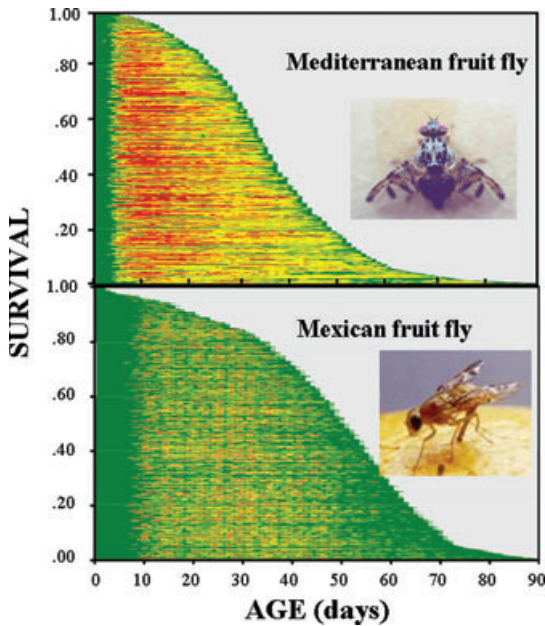 1.00
Mediterranean fruit fly
.80
.60
.40
.20
SURVIVAL
1.00
Mexican fruit fly
.80
.60
.40
.20
.00
0 10 20 30 40 50 60 70 80 90
AGE (days)